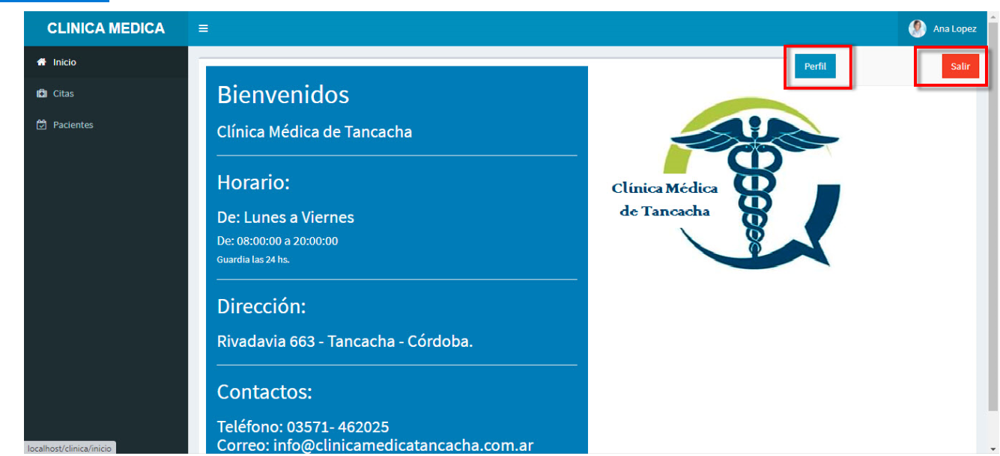 CLINICA MEDICA
Ana Lopez
Inicio
Citas
Pacientes
Perfil
Salir
Bienvenidos
Clínica Médica de Tancacha
Horario:
De: Lunes a Viernes
De: 08:00:00 a 20:00:00
Guardia las 24 hs.
Dirección:
Rivadavia 663 - Tancacha - Córdoba.
Contactos:
Teléfono: 03571- 462025
Correo: info@clinicamedicatancacha.com.ar
Clínica Médica
de Tancacha
localhost/clinica/inicio